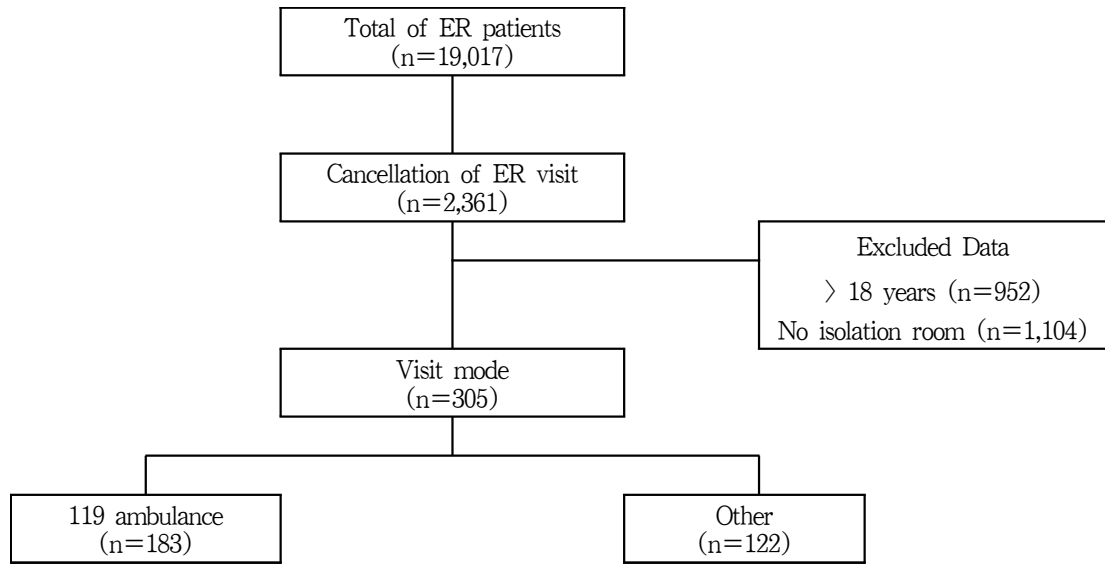 Total of ER patients
(n=19,017)
Cancellation of ER visit
(n=2,361)
Excluded Data
〉18 years (n=952)
No isolation room (n=1,104)
Visit mode
(n=305)
119 ambulance
(n=183)
Other
(n=122)